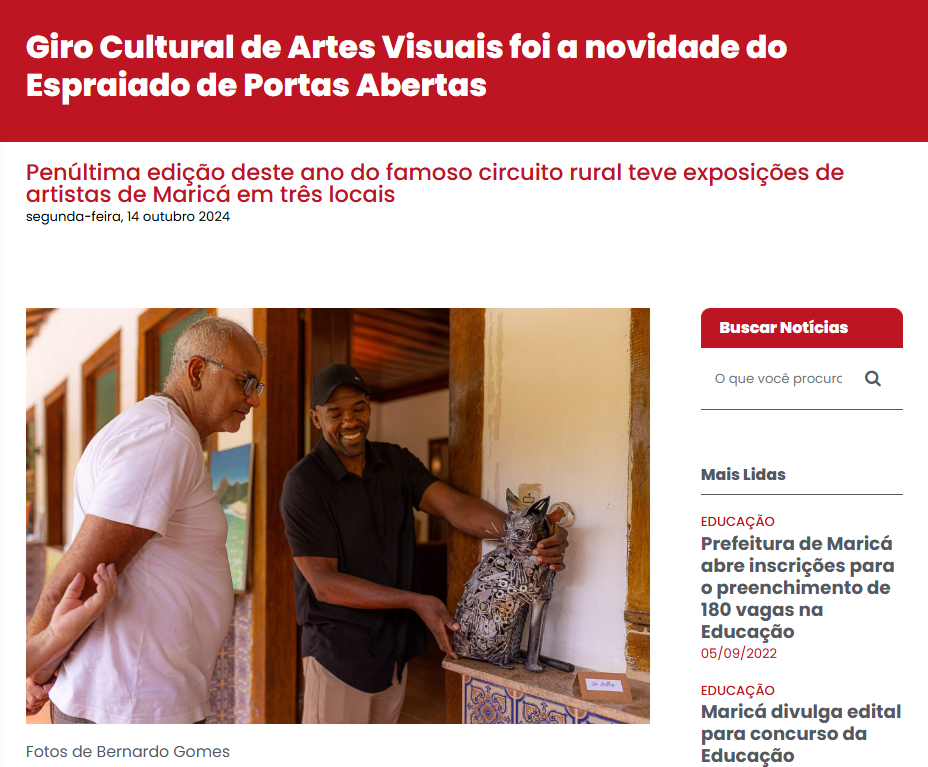 Giro Cultural de Artes Visuais foi a novidade do
Espraiado de Portas Abertas
Penúltima edição deste ano do famoso circuito rural teve exposições de
artistas de Maricá em três locais
segunda-feira, 14 outubro 2024
Fotos de Bernardo Gomes
Buscar Notícias
O que você procurc
Mais Lidas
EDUCAÇÃO
Prefeitura de Maricá
abre inscrições para
o preenchimento de
180 vagas na
Educação
05/09/2022
EDUCAÇÃO
Maricá divulga edital
para concurso da
Educação